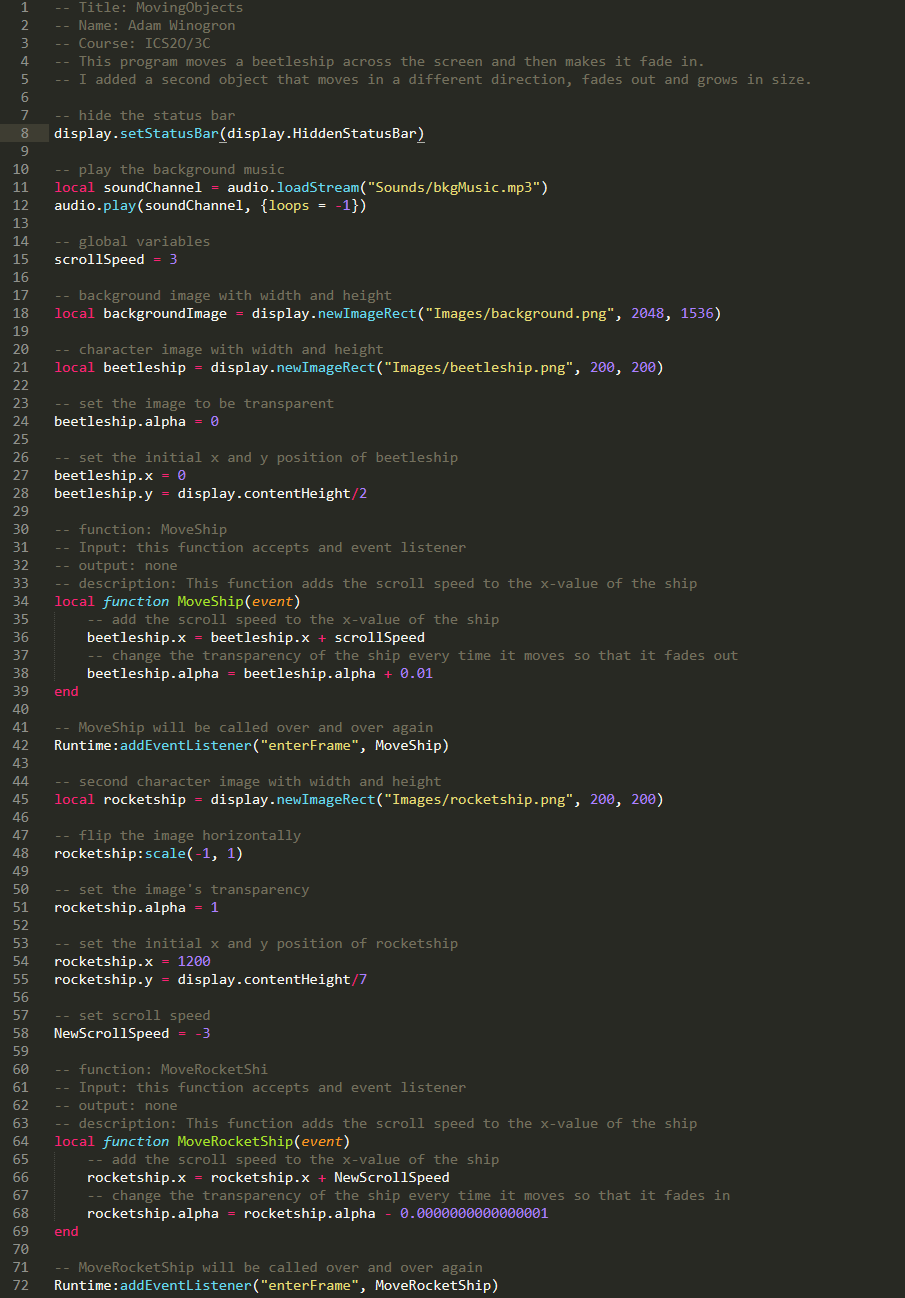 1 -- Title: MovingObjects
2 -- Name: Adam Winogron
3 -- Course: ICS2O/3C
4 -- This program moves a beetleship across the screen and then makes it fade in.
5 -- I added a second object that moves in a different direction, fades out and grows in size.
6
7 -- hide the status bar
8 display.setStatusBar(display.HiddenStatusBar)
9
10 -- play the background music
11 local soundChannel = audio.loadStream("Sounds/bkgMusic.mp3")
12 audio.play(soundChannel, {loops = -1})
13
14 -- global variables
15 scrollSpeed = 3
16
17 -- background image with width and height
18 local backgroundImage = display.newImageRect("Images/background.png", 2048, 1536)
19
20 -- character image with width and height
21 local beetleship = display.newImageRect("Images/beetleship.png", 200, 200)
22
23 -- set the image to be transparent
24 beetleship.alpha = 0
25
26 -- set the initial x and y position of beetleship
27 beetleship.x = 0
28 beetleship.y = display.contentHeight/2
29
30 -- function: MoveShip
31 -- Input: this function accepts and event listener
32 -- output: none
33 -- description: This function adds the scroll speed to the x-value of the ship
34 local function MoveShip(event)
35 -- add the scroll speed to the x-value of the ship
36 beetleship.x = beetleship.x + scrollSpeed
37 -- change the transparency of the ship every time it moves so that it fades out
38 beetleship.alpha = beetleship.alpha + 0.01
39 end
40
41 -- MoveShip will be called over and over again
42 Runtime:addEventListener("enterFrame", MoveShip)
43
44 -- second character image with width and height
45 local rocketship = display.newImageRect("Images/rocketship.png", 200, 200)
46
47 -- flip the image horizontally
48 rocketship:scale(-1, 1)
49
50 -- set the image's transparency
51 rocketship.alpha = 1
52
53 -- set the initial x and y position of rocketship
54 rocketship.x = 1200
55 rocketship.y = display.contentHeight/7
56
57 -- set scroll speed
58 NewScrollSpeed = -3
59
60 -- function: MoveRocketShi
61 -- Input: this function accepts and event listener
62 -- output: none
63 -- description: This function adds the scroll speed to the x-value of the ship
64 local function MoveRocketShip(event)
65 -- add the scroll speed to the x-value of the ship
66 rocketship.x = rocketship.x + NewScrollSpeed
67 -- change the transparency of the ship every time it moves so that it fades in
68 rocketship.alpha = rocketship.alpha - 0.0000000000000001
69 end
70
71 -- MoveRocketShip will be called over and over again
72 Runtime:addEventListener("enterFrame", MoveRocketShip)